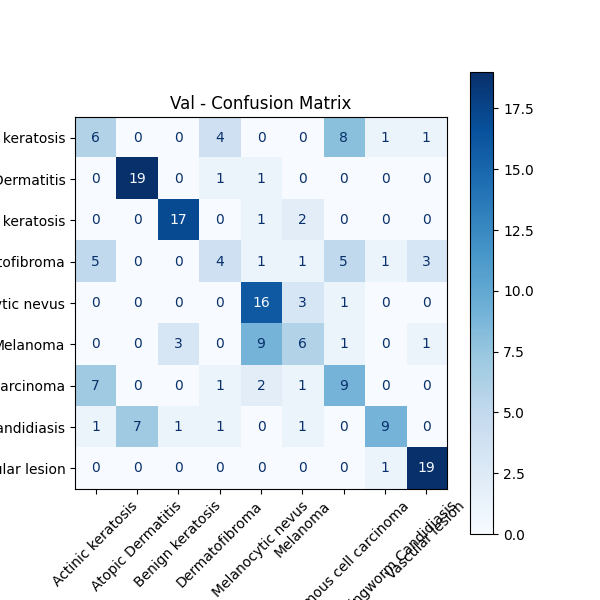 Val - Confusion Matrix
keratosis 6 0 0 4 0 0 8 1 1
Dermatitis 0 19 0 1 1 0 0 0 0
keratosis 0 0 17 0 1 2 0 0 0
tofibroma 5 0 0 4 1 1 5 1 3
ytic nevus 0 0 0 0 16 3 1 0 0
Melanoma 0 0 3 0 9 6 1 0 1
arcinoma 7 0 0 1 2 1 9 0 0
andidiasis 1 7 1 1 0 1 0 9 0
ular lesion 0 0 0 0 0 0 0 1 19
Actinic keratosis
Atopic Dermatitis
Benign keratosis
Dermatofibroma
Melanocytic nevus
Melanoma
mous cell carcinoma
ngworm Candidiasis
Vascular lesion
17.5
15.0
12.5
10.0
7.5
5.0
2.5
0.0